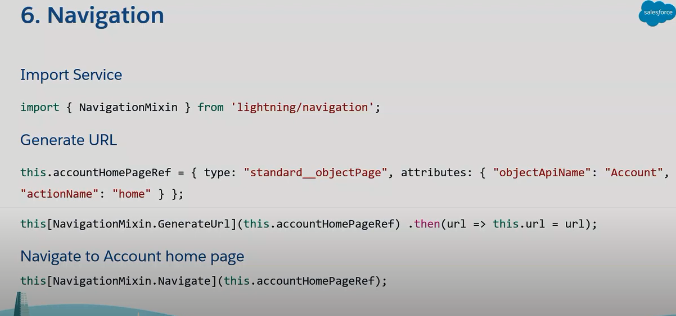 6. Navigation
salesforce
Import Service
import { NavigationMixin } from 'lightning/navigation';
Generate URL
this.accountHomePageRef = { type: "standard__objectPage", attributes: { "objectApiName": "Account",
"actionName": "home" } };
this[NavigationMixin.GenerateUrl](this.accountHomePageRef) .then(url => this.url = url);
Navigate to Account home page
this[NavigationMixin.Navigate](this.accountHomePageRef);